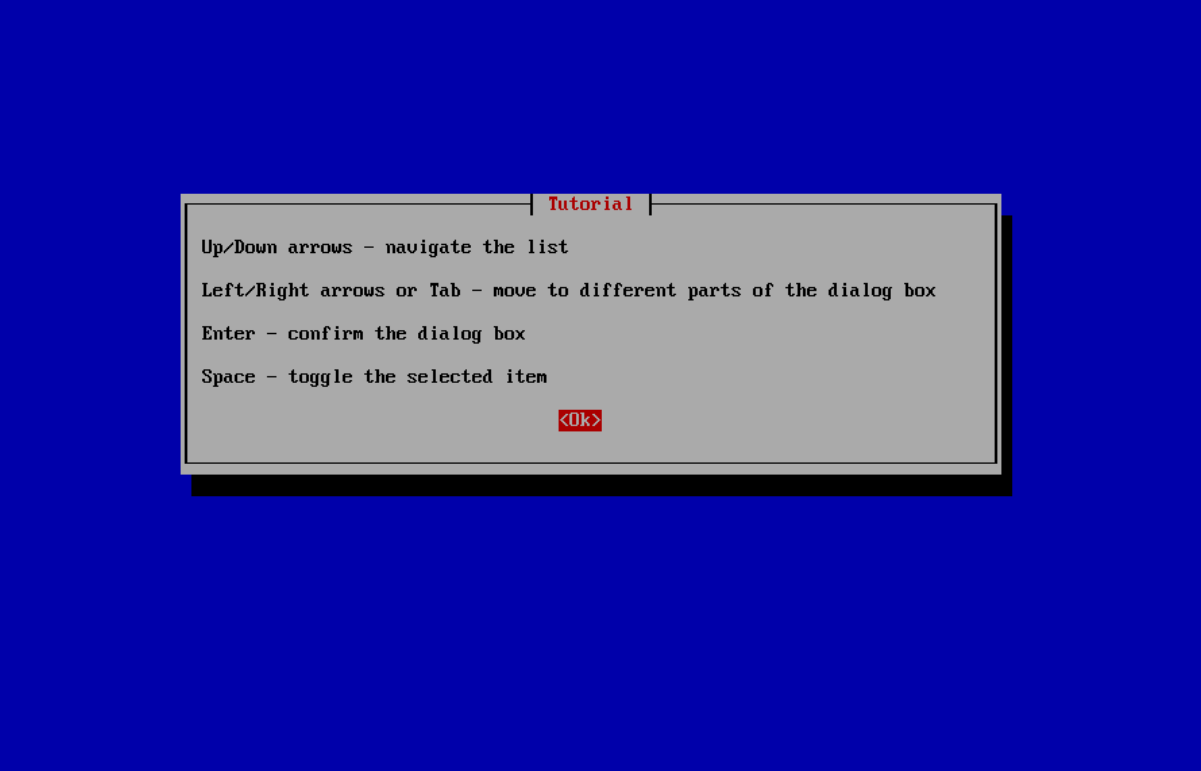 Tutorial
Up/Down arrows - navigate the list
Left/Right arrows or Tab - move to different parts of the dialog box
Enter - confirm the dialog box
Space - toggle the selected item
<Ok>